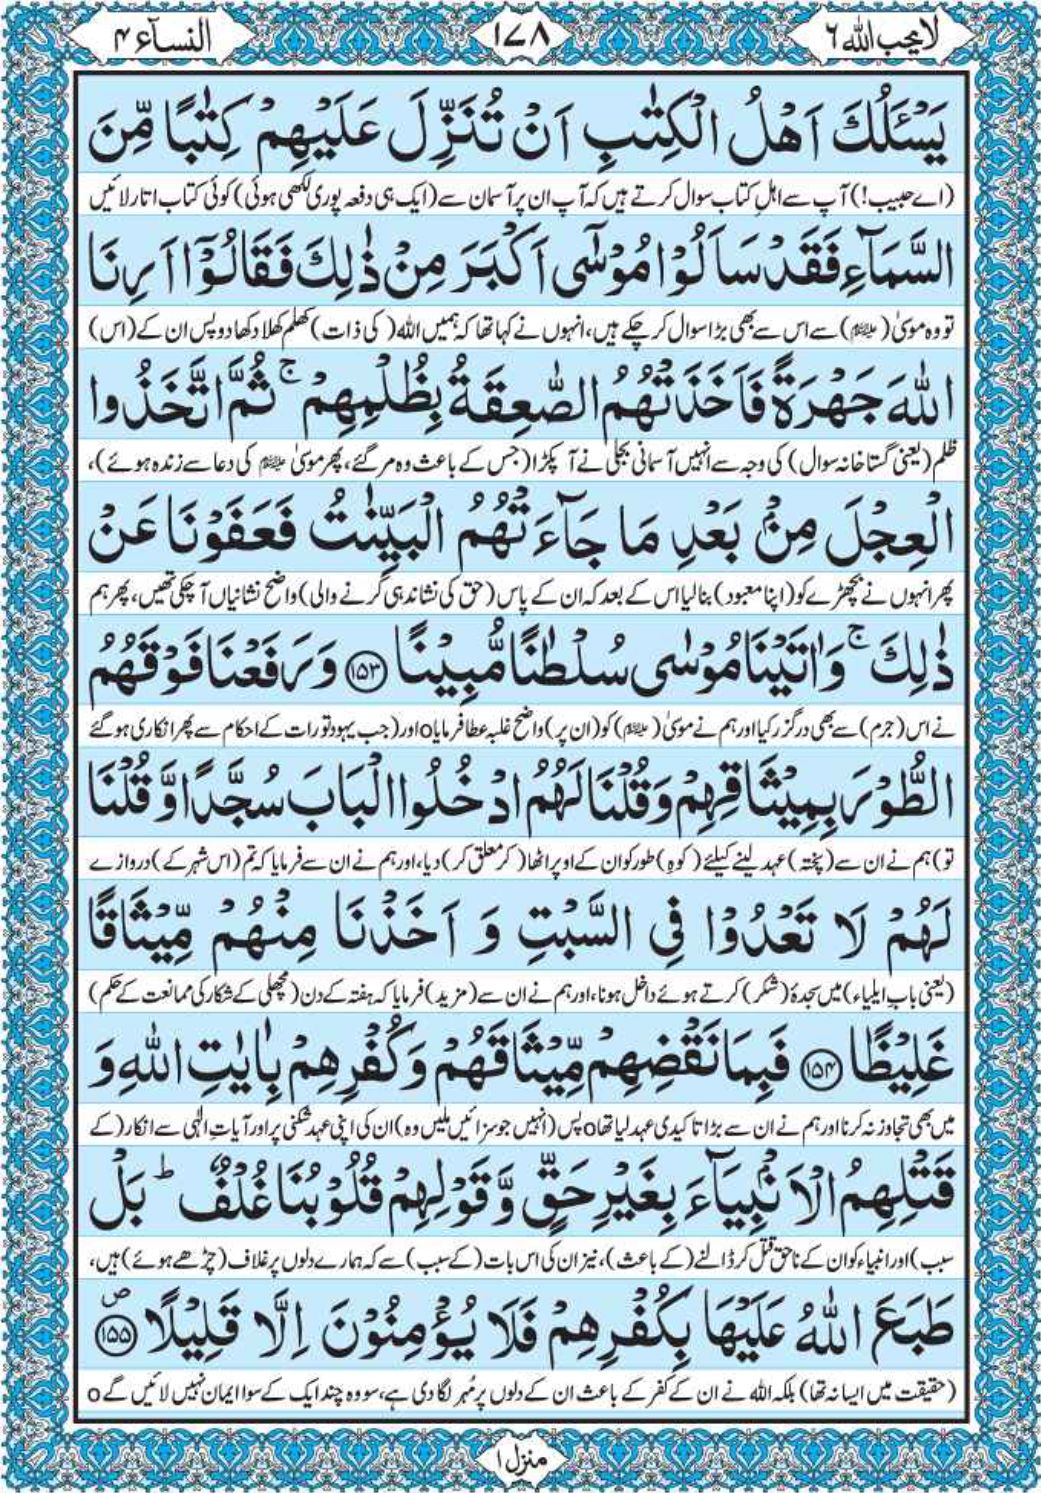 لا یحب الله ٦
١٧٨
النسآء ۴
يَسْـَٔلُكَ اَهْلُ الْكِتٰبِ اَنْ تُنَزِّلَ عَلَيْهِمْ كِتٰبًا مِّنَ
(اے حبیب!) آپ سے اہلِ کتاب سوال کرتے ہیں کہ آپ ان پر آسمان سے (ایک ہی دفعہ پوری لکھی ہوئی) کوئی کتاب اتار لائیں
السَّمَآءِ فَقَدْ سَاَلُوْا مُوْسٰۤى اَكْبَرَ مِنْ ذٰلِكَ فَقَالُوْۤا اَرِنَا
تو وہ موسیٰ (علیہ السلام) سے اس سے بھی بڑا سوال کر چکے ہیں، انہوں نے کہا تھا کہ ہمیں اللہ (کی ذات) کھلم کھلا دکھا دو پس ان کے (اس)
اللّٰهَ جَهْرَةً فَاَخَذَتْهُمُ الصّٰعِقَةُ بِظُلْمِهِمْ ۚ ثُمَّ اتَّخَذُوا
ظلم (یعنی گستاخانہ سوال) کی وجہ سے انہیں آسمانی بجلی نے آ پکڑا (جس کے باعث وہ مر گئے، پھر موسیٰ علیہ السلام کی دعا سے زندہ ہوئے)،
الْعِجْلَ مِنْۢ بَعْدِ مَا جَآءَتْهُمُ الْبَيِّنٰتُ فَعَفَوْنَا عَنْ
پھر انہوں نے بچھڑے کو (اپنا معبود) بنا لیا اس کے بعد کہ ان کے پاس (حق کی نشاندہی کرنے والی) واضح نشانیاں آ چکی تھیں، پھر ہم
ذٰلِكَ ۚ وَاٰتَيْنَا مُوْسٰى سُلْطٰنًا مُّبِيْنًا ﴿۱۵۳﴾ وَرَفَعْنَا فَوْقَهُمُ
نے اس (جرم) سے بھی درگزر کیا اور ہم نے موسیٰ (علیہ السلام) کو (ان پر) واضح غلبہ عطا فرمایاo اور (جب یہود تورات کے احکام سے پھر انکاری ہو گئے
الطُّوْرَ بِمِيْثَاقِهِمْ وَقُلْنَا لَهُمُ ادْخُلُوا الْبَابَ سُجَّدًا وَّ قُلْنَا
تو) ہم نے ان سے (پختہ) عہد لینے کیلئے (کوہِ) طور کو ان کے اوپر اٹھا (کر معلق کر) دیا، اور ہم نے ان سے فرمایا کہ تم (اس شہر کے) دروازے
لَهُمْ لَا تَعْدُوْا فِی السَّبْتِ وَ اَخَذْنَا مِنْهُمْ مِّيْثَاقًا
(یعنی بابِ ایلیاء) میں سجدۂ (شکر) کرتے ہوئے داخل ہونا، اور ہم نے ان سے (مزید) فرمایا کہ ہفتہ کے دن (مچھلی کے شکار کی ممانعت کے حکم)
غَلِيْظًا ﴿۱۵۴﴾ فَبِمَا نَقْضِهِمْ مِّيْثَاقَهُمْ وَ كُفْرِهِمْ بِاٰيٰتِ اللّٰهِ وَ
میں بھی تجاوز نہ کرنا اور ہم نے ان سے بڑا تاکیدی عہد لیا تھاo پس (انہیں جو سزائیں ملیں وہ) ان کی اپنی عہد شکنی پر اور آیاتِ الٰہی سے انکار (کے
قَتْلِهِمُ الْاَنْۢبِيَآءَ بِغَيْرِ حَقٍّ وَّ قَوْلِهِمْ قُلُوْبُنَا غُلْفٌ ؕ بَلْ
سبب) اور انبیاء کو ان کے ناحق قتل کر ڈالنے (کے باعث)، نیز ان کی اس بات (کے سبب) سے کہ ہمارے دلوں پر غلاف (چڑھے ہوئے) ہیں،
طَبَعَ اللّٰهُ عَلَيْهَا بِكُفْرِهِمْ فَلَا يُؤْمِنُوْنَ اِلَّا قَلِيْلًا ۪ ﴿۱۵۵﴾
(حقیقت میں ایسا نہ تھا) بلکہ اللہ نے ان کے کفر کے باعث ان کے دلوں پر مُہر لگا دی ہے، سو وہ چند ایک کے سوا ایمان نہیں لائیں گے o
منزل ۱